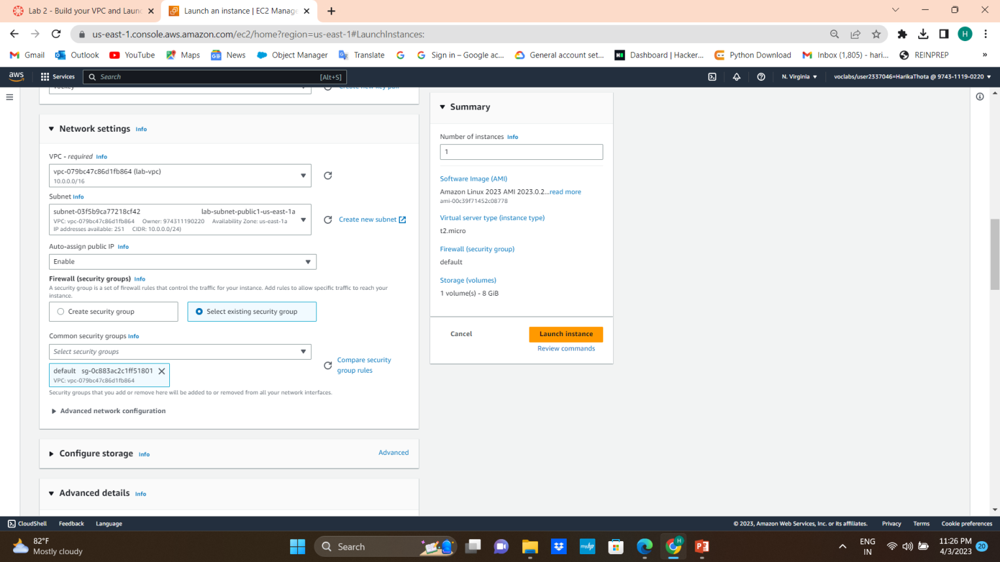 Lab 2 - Build your VPC and Laun
Launch an instance | EC2 Manage
us-east-1.console.aws.amazon.com/ec2/home?region=us-east-1#LaunchInstances:
H
Gmail
Outlook
YouTube
Maps
News
Object Manager
Translate
Sign in – Google ac...
General account set...
Dashboard | Hacker...
Python Download
Inbox (1,805) - hari...
REINPREP
»
aws
Services
Search
[Alt+S]
N. Virginia
voclabs/user2337046=HarikaThota @ 9743-1119-0220
vockey
Create new key pair
Network settings Info
VPC - required Info
vpc-079bc47c86d1fb864 (lab-vpc)
10.0.0.0/16
Subnet Info
subnet-03f5b9ca77218cf42 lab-subnet-public1-us-east-1a
VPC: vpc-079bc47c86d1fb864 Owner: 974311190220 Availability Zone: us-east-1a
IP addresses available: 251 CIDR: 10.0.0.0/24)
Create new subnet
Auto-assign public IP Info
Enable
Firewall (security groups) Info
A security group is a set of firewall rules that control the traffic for your instance. Add rules to allow specific traffic to reach your
instance.
Create security group
Select existing security group
Common security groups Info
Select security groups
Compare security
group rules
default sg-0c883ac2c1ff51801
VPC: vpc-079bc47c86d1fb864
Security groups that you add or remove here will be added to or removed from all your network interfaces.
Advanced network configuration
Configure storage Info
Advanced
Advanced details Info
Summary
Number of instances Info
1
Software Image (AMI)
Amazon Linux 2023 AMI 2023.0.2...read more
ami-00c39f71452c08778
Virtual server type (instance type)
t2.micro
Firewall (security group)
default
Storage (volumes)
1 volume(s) - 8 GiB
Cancel
Launch instance
Review commands
CloudShell
Feedback
Language
© 2023, Amazon Web Services, Inc. or its affiliates.
Privacy
Terms
Cookie preferences
82°F
Mostly cloudy
Search
myhp
H
ENG
IN
11:26 PM
4/3/2023
20